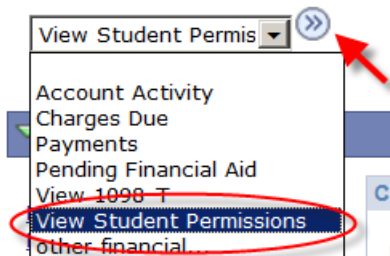 View Student Permis
Account Activity
Charges Due
Payments
Pending Financial Aid
View 1098-T
View Student Permissions
other financial...
C